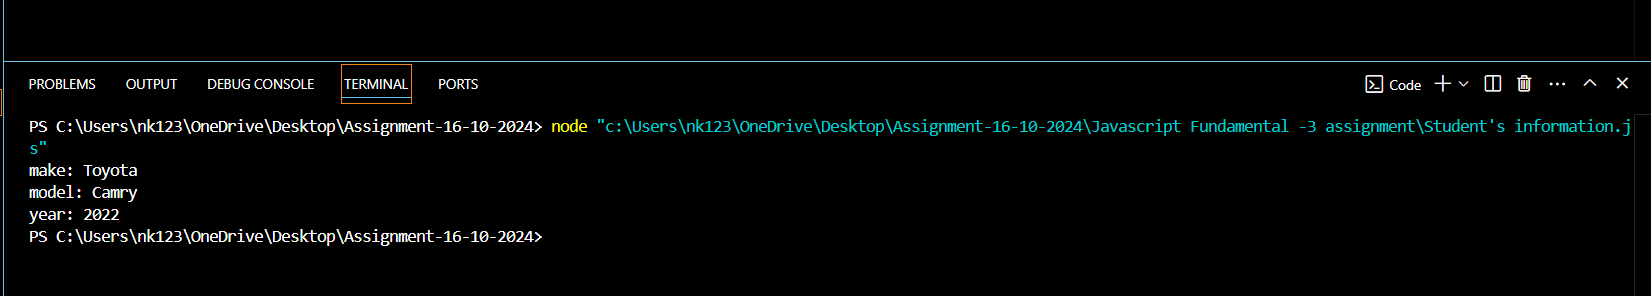 PROBLEMS OUTPUT DEBUG CONSOLE TERMINAL PORTS Code
PS C:\Users\nk123\OneDrive\Desktop\Assignment-16-10-2024> node "c:\Users\nk123\OneDrive\Desktop\Assignment-16-10-2024\Javascript Fundamental -3 assignment\Student's information.j
s"
make: Toyota
model: Camry
year: 2022
PS C:\Users\nk123\OneDrive\Desktop\Assignment-16-10-2024>